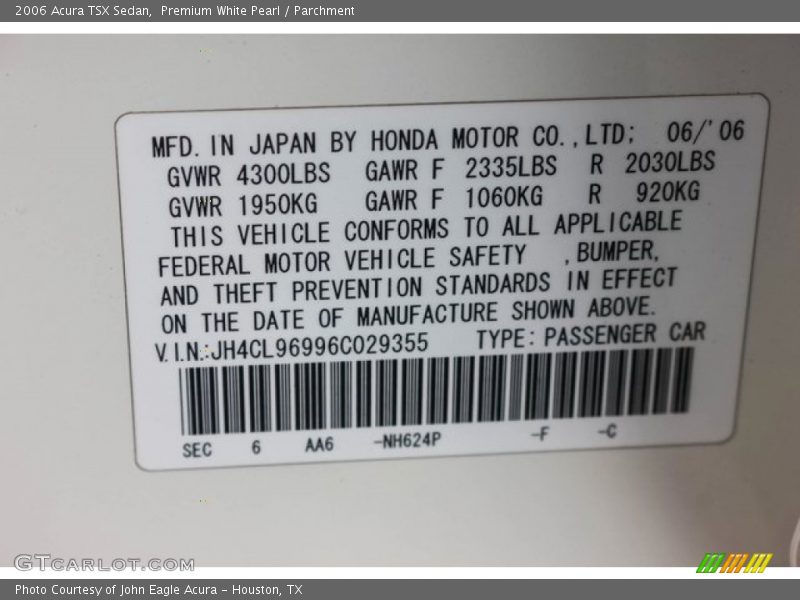 2006 Acura TSX Sedan,  Premium White Pearl / Parchment
MFD. IN JAPAN BY HONDA MOTOR CO.,LTD; 06/'06
GVWR 4300LBS GAWR F 2335LBS R 2030LBS
GVWR 1950KG GAWR F 1060KG R 920KG
THIS VEHICLE CONFORMS TO ALL APPLICABLE
FEDERAL MOTOR VEHICLE SAFETY ,BUMPER,
AND THEFT PREVENTION STANDARDS IN EFFECT
ON THE DATE OF MANUFACTURE SHOWN ABOVE.
V.I.N.:JH4CL96996C029355 TYPE: PASSENGER CAR
SEC 6 AA6 -NH624P -F -C
GTCARLOT.COM
Photo Courtesy of John Eagle Acura - Houston, TX